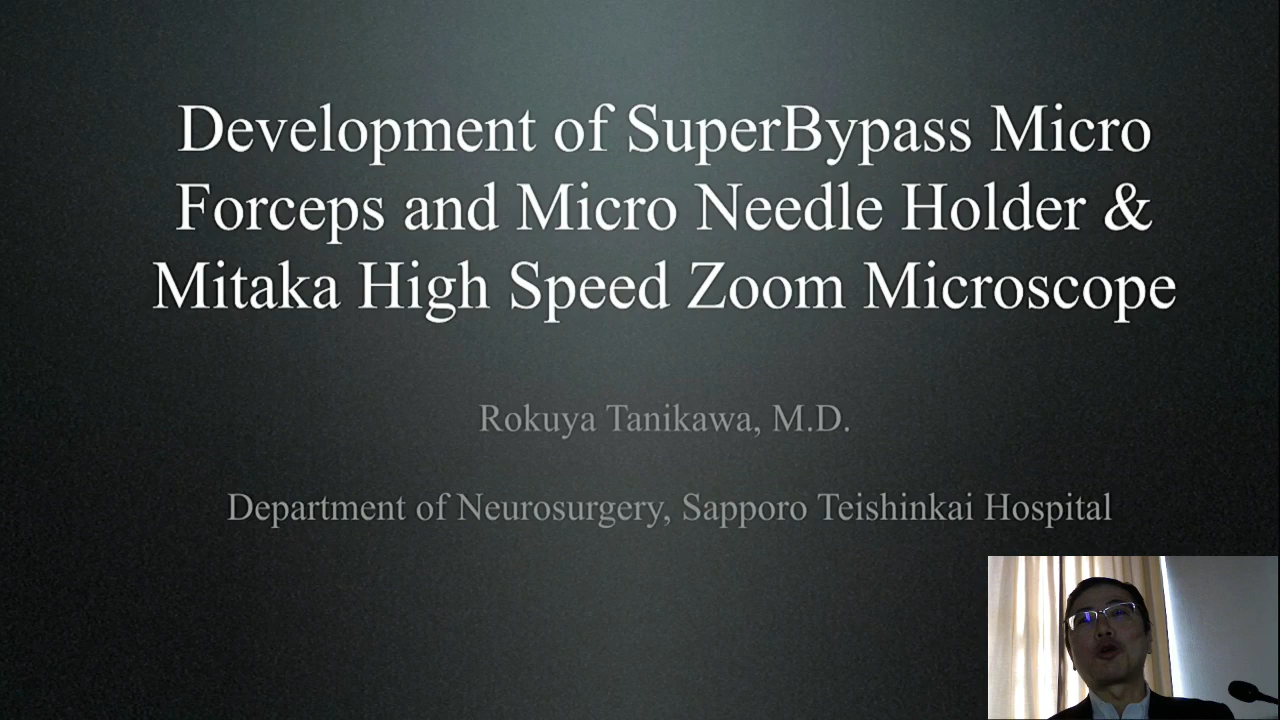 Development of SuperBypass Micro
Forceps and Micro Needle Holder &
Mitaka High Speed Zoom Microscope
Rokuya Tanikawa, M.D.
Department of Neurosurgery, Sapporo Teishinkai Hospital